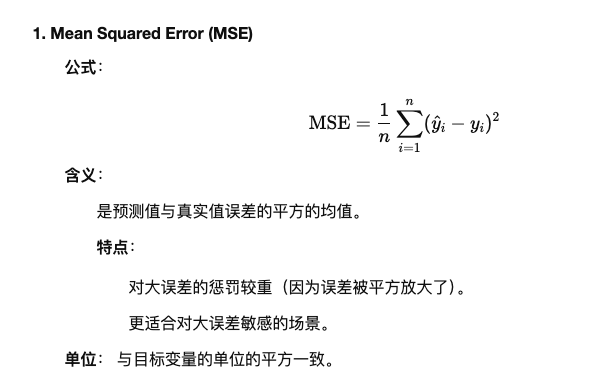 1. Mean Squared Error (MSE)
公式：
MSE = \frac{1}{n} \sum_{i=1}^{n} (\hat{y}_i - y_i)^2
含义：
是预测值与真实值误差的平方的均值。
特点：
对大误差的惩罚较重（因为误差被平方放大了）。
更适合对大误差敏感的场景。
单位： 与目标变量的单位的平方一致。